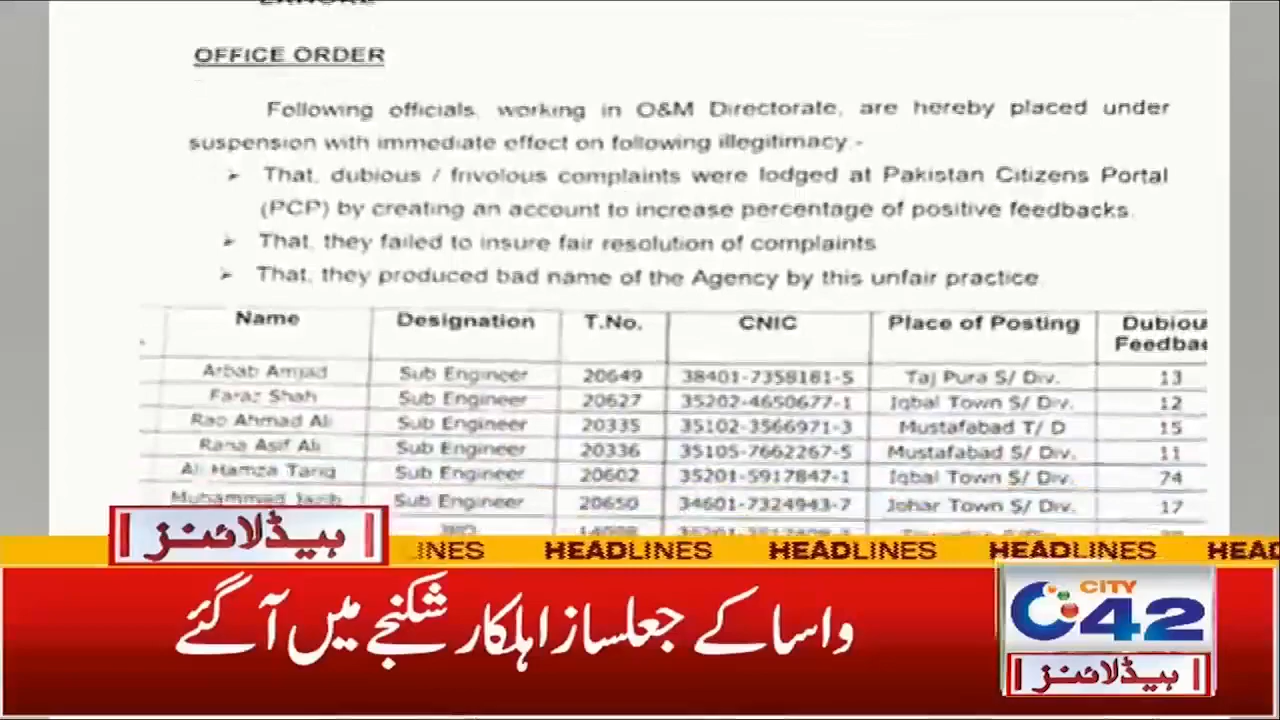 OFFICE ORDER
Following officials, working in O&M Directorate, are hereby placed under
suspension with immediate effect on following illegitimacy:-
➤ That, dubious / frivolous complaints were lodged at Pakistan Citizens Portal
(PCP) by creating an account to increase percentage of positive feedbacks.
➤ That, they failed to insure fair resolution of complaints
➤ That, they produced bad name of the Agency by this unfair practice
Name Designation T.No. CNIC Place of Posting Dubiou
Feedbac
Arbab Amjad Sub Engineer 20649 38401-7358181-5 Taj Pura S/ Div. 13
Faraz Shah Sub Engineer 20627 35202-4650677-1 Iqbal Town S/ Div. 12
Rao Ahmad Ali Sub Engineer 20335 35102-3566971-3 Mustafabad T/ D 15
Rana Asif Ali Sub Engineer 20336 35105-7662267-5 Mustafabad S/ Div. 11
Ali Hamza Tariq Sub Engineer 20602 35201-5917847-1 Iqbal Town S/ Div. 74
Muhammad Sub Engineer 20650 34601-7324943-7 Johar Town S/ Div. 17
ہیڈلائنز
INES HEADLINES HEADLINES HEADLINES HEAD
واسا کے جعلساز اہلکار شکنجے میں آگئے
CITY
42
ہیڈلائنز